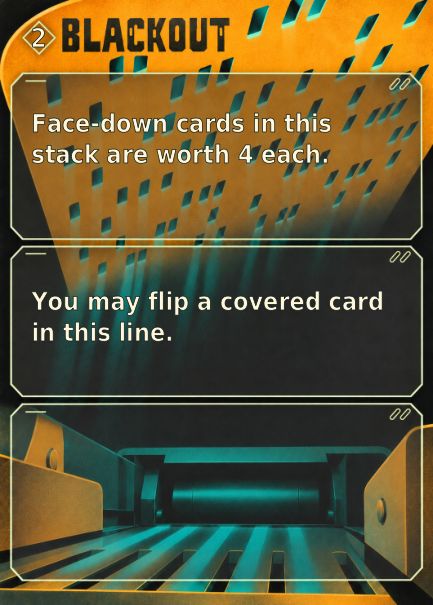 2 BLACKOUT
Face-down cards in this
stack are worth 4 each.
You may flip a covered card
in this line.